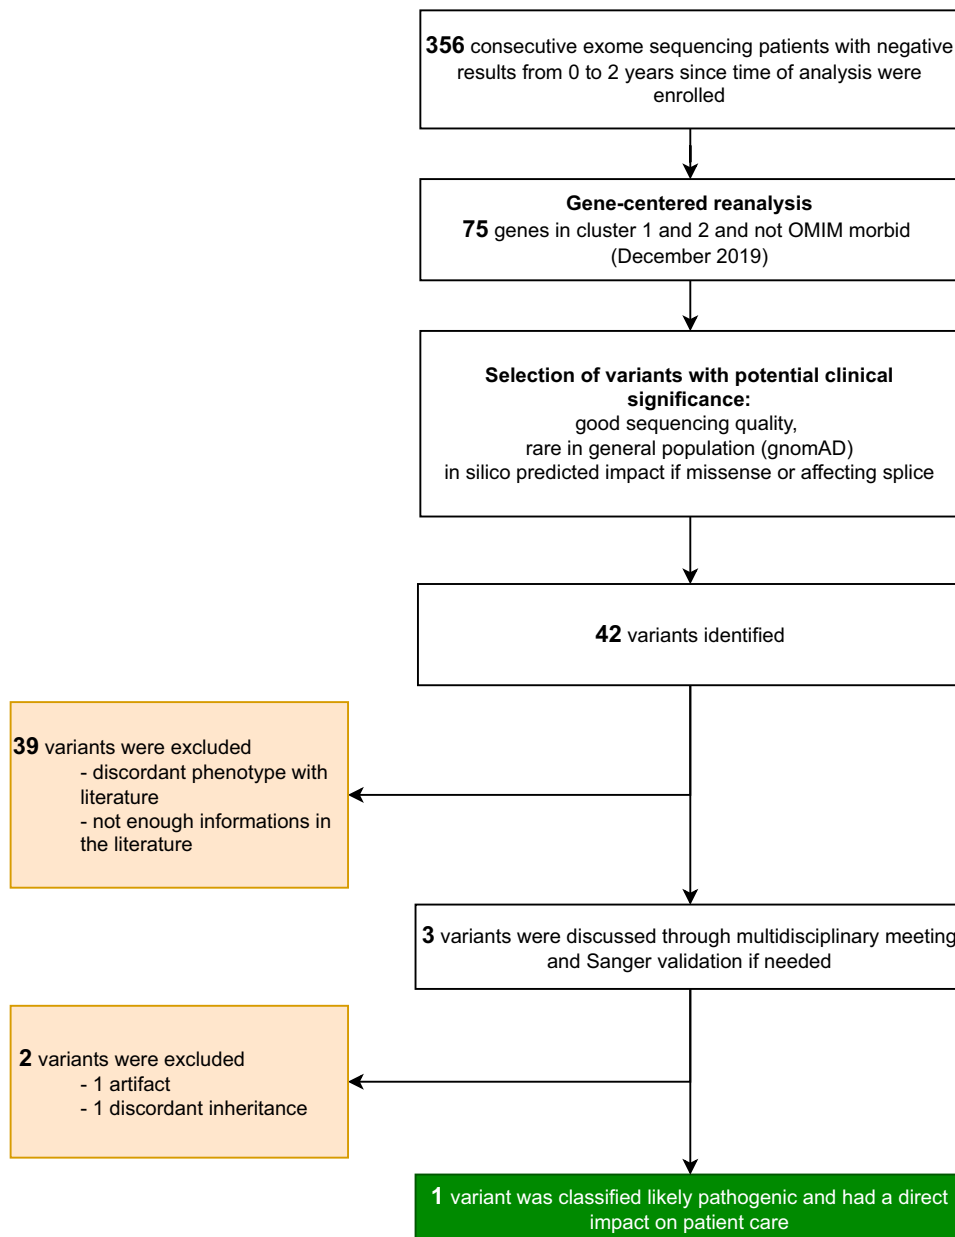 356 consecutive exome sequencing patients with negative
results from 0 to 2 years since time of analysis were
enrolled
Gene-centered reanalysis
75 genes in cluster 1 and 2 and not OMIM morbid
(December 2019)
Selection of variants with potential clinical
significance:
good sequencing quality,
rare in general population (gnomAD)
in silico predicted impact if missense or affecting splice
42 variants identified
39 variants were excluded
- discordant phenotype with
literature
- not enough informations in
the literature
3 variants were discussed through multidisciplinary meeting
and Sanger validation if needed
2 variants were excluded
- 1 artifact
- 1 discordant inheritance
1 variant was classified likely pathogenic and had a direct
impact on patient care